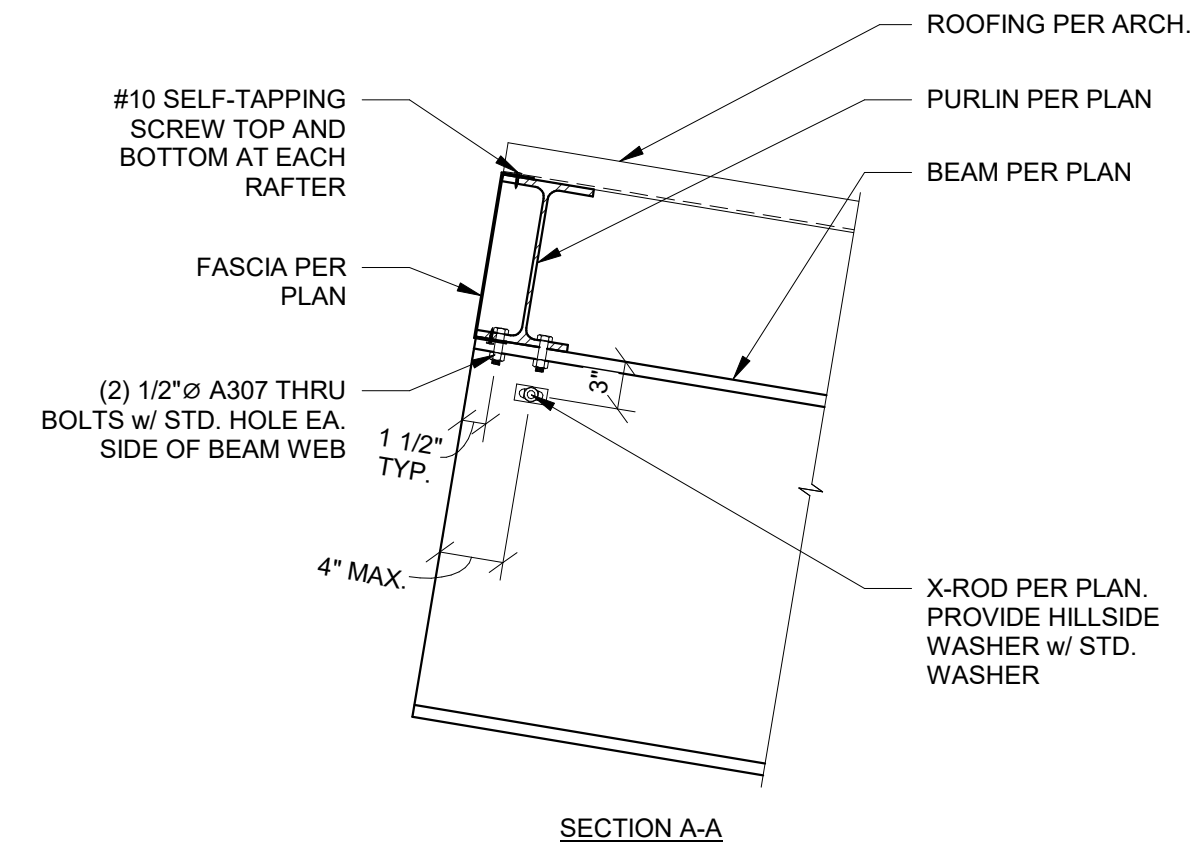 ROOFING PER ARCH.
#10 SELF-TAPPING
SCREW TOP AND
BOTTOM AT EACH
RAFTER
PURLIN PER PLAN
BEAM PER PLAN
FASCIA PER
PLAN
(2) 1/2"Ø A307 THRU
BOLTS w/ STD. HOLE EA.
SIDE OF BEAM WEB
3"
1 1/2"
TYP.
4" MAX.
X-ROD PER PLAN.
PROVIDE HILLSIDE
WASHER w/ STD.
WASHER
SECTION A-A